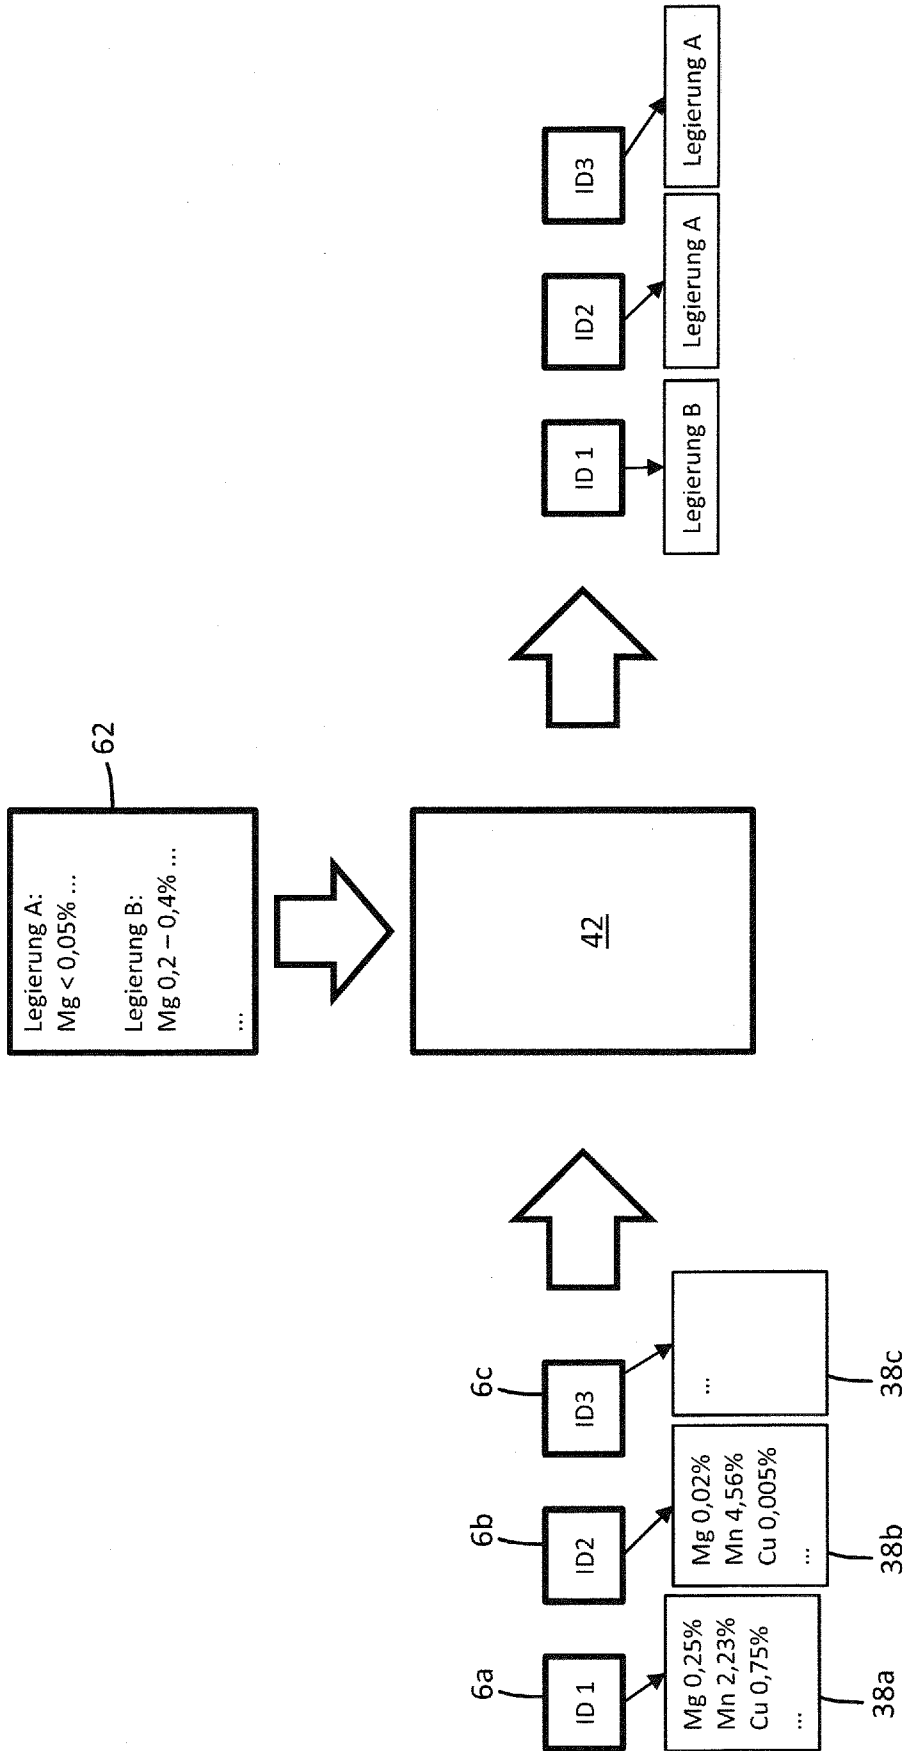 Legierung A:
Mg < 0,05% ...
Legierung B:
Mg 0,2 – 0,4% ...
...
62
42
6a
6b
6c
ID 1
ID2
ID3
Mg 0,25%
Mn 2,23%
Cu 0,75%
...
38a
Mg 0,02%
Mn 4,56%
Cu 0,005%
...
38b
...
38c
ID 1
ID2
ID3
Legierung B
Legierung A
Legierung A